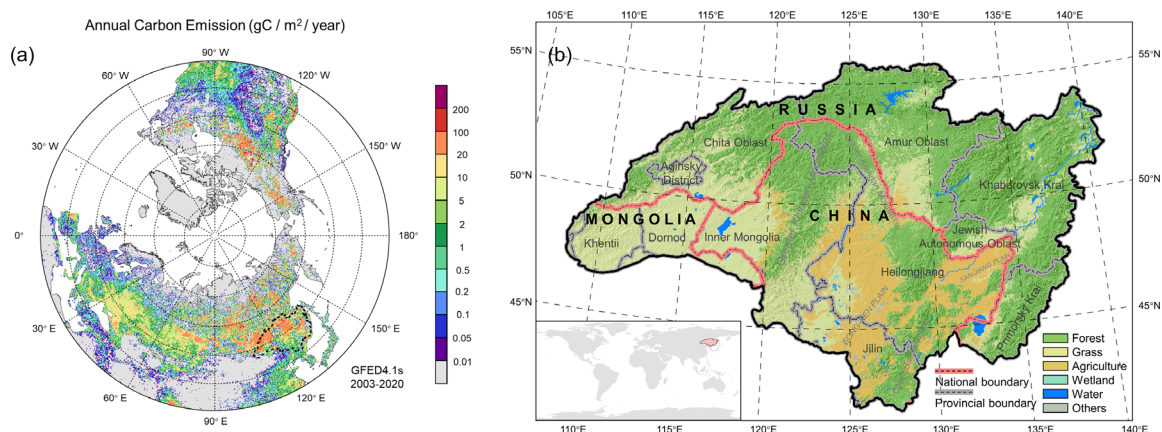 Annual Carbon Emission (gC / m² / year)
(a)
90° W
60° W
120° W
30° W
150° W
0°
180°
30° E
150° E
60° E
120° E
90° E
200
100
20
10
5
2
1
0.5
0.2
0.1
0.05
0.01
GFED4.1s
2003-2020
(b)
105°E
110°E
115°E
120°E
125°E
130°E
135°E
140°E
55°N
55°N
50°N
50°N
45°N
45°N
RUSSIA
Chita Oblast
Amur Oblast
Aginsky
District
Khabarovsk Krai
MONGOLIA
CHINA
Khentii
Dornod
Inner Mongolia
Jewish
Autonomous Oblast
Heilongjiang
SANJIANG PLAIN
PLAIN
Primorsky Krai
Jilin
National boundary
Provincial boundary
Forest
Grass
Agriculture
Wetland
Water
Others
110°E
115°E
120°E
125°E
130°E
135°E
140°E